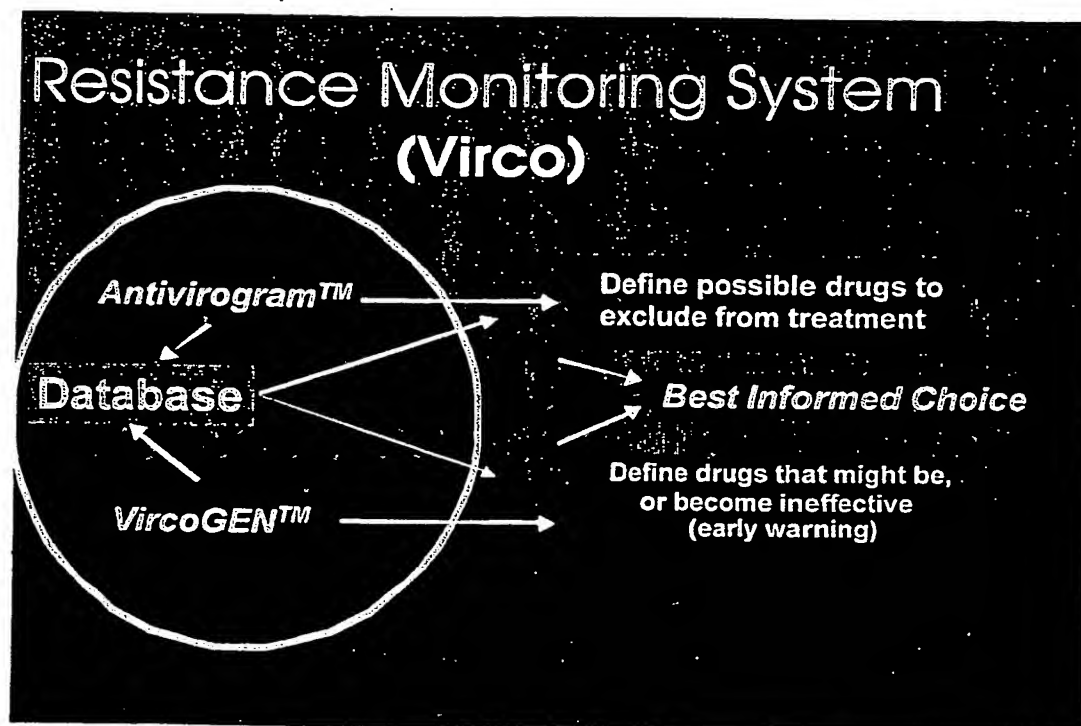 Resistance Monitoring System
(Virco)
Antivirogram™
Define possible drugs to
exclude from treatment
Database
Best Informed Choice
VircoGEN™
Define drugs that might be,
or become ineffective
(early warning)